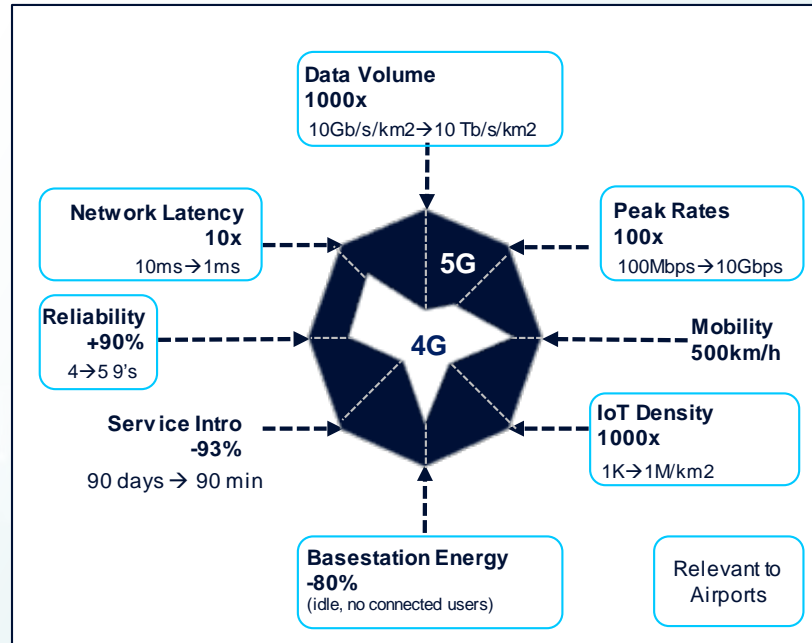 Data Volume
1000x
10Gb/s/km2→10 Tb/s/km2
Network Latency
10x
10ms→1ms
Peak Rates
100x
100Mbps→10Gbps
5G
4G
Reliability
+90%
4→5 9's
Mobility
500km/h
Service Intro
-93%
90 days → 90 min
IoT Density
1000x
1K→1M/km2
Basestation Energy
-80%
(idle, no connected users)
Relevant to
Airports